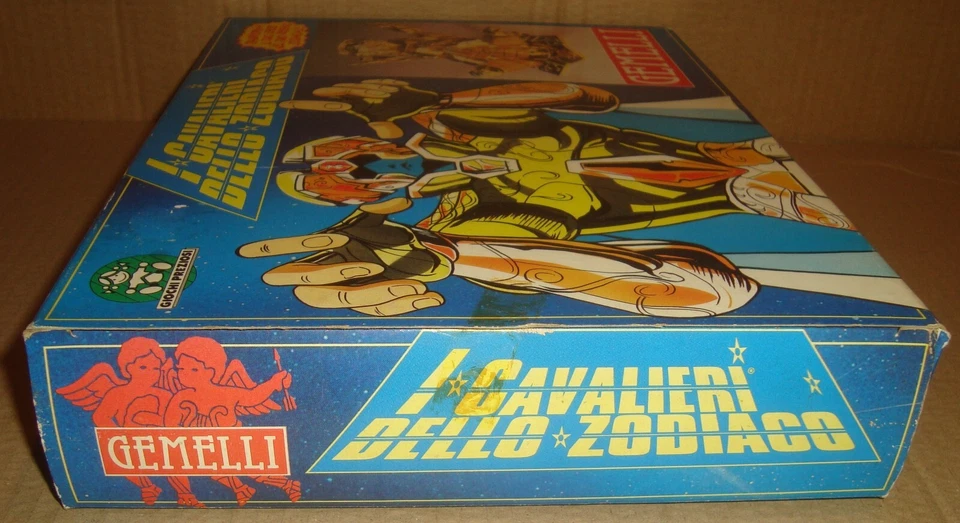 GEMELLI
I CAVALIERI
DELLO ZODIACO
GIOCHI PREZIOSI
GEMELLI
I CAVALIERI®
DELLO ZODIACO